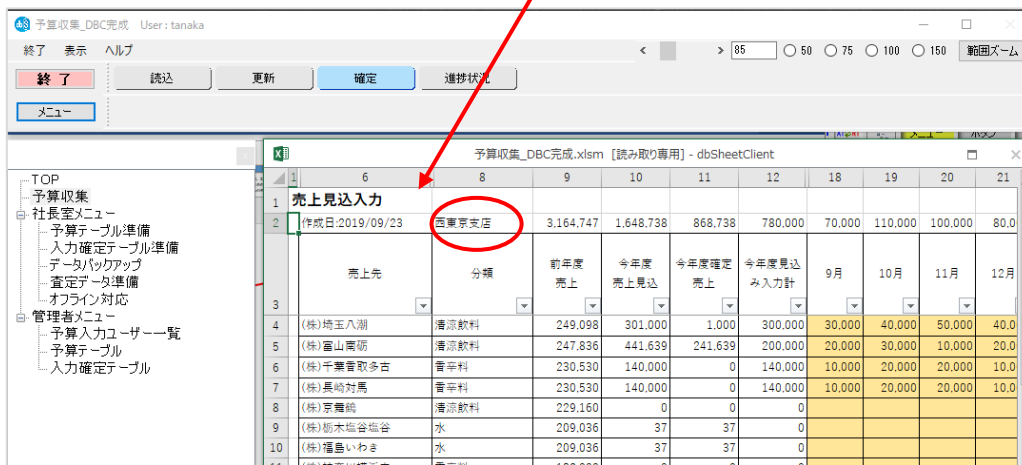 予算収集_DBC完成 User : tanaka
終了 表示 ヘルプ < > 85 50 75 100 150 範囲ズーム
終 了 読込 更新 確定 進捗状況
メニュー
予算収集_DBC完成.xlsm [読み取り専用] - dbSheetClient
TOP
予算収集
社長室メニュー
予算テーブル準備
入力確定テーブル準備
データバックアップ
査定データ準備
オフライン対応
管理者メニュー
予算入力ユーザー一覧
予算テーブル
入力確定テーブル
1 6 8 9 10 11 12 18 19 20 21
1 売上見込入力
2 作成日:2019/09/23 西東京支店 3,164,747 1,648,738 868,738 780,000 70,000 110,000 100,000 80,0
3 売上先 分類 前年度売上 今年度売上見込 今年度確定売上 今年度見込み入力計 9月 10月 11月 12月
4 (株)埼玉八潮 清涼飲料 249,098 301,000 1,000 300,000 30,000 40,000 50,000 40,0
5 (株)富山南砺 清涼飲料 247,836 441,639 241,639 200,000 20,000 30,000 10,000 20,0
6 (株)千葉香取多古 香辛料 230,530 140,000 0 140,000 10,000 20,000 20,000 10,0
7 (株)長崎対馬 香辛料 230,530 140,000 0 140,000 10,000 20,000 20,000 10,0
8 (株)京舞鶴 清涼飲料 229,160 0 0 0
9 (株)栃木塩谷塩谷 水 209,036 37 37 0
10 (株)福島いわき 水 209,036 37 37 0